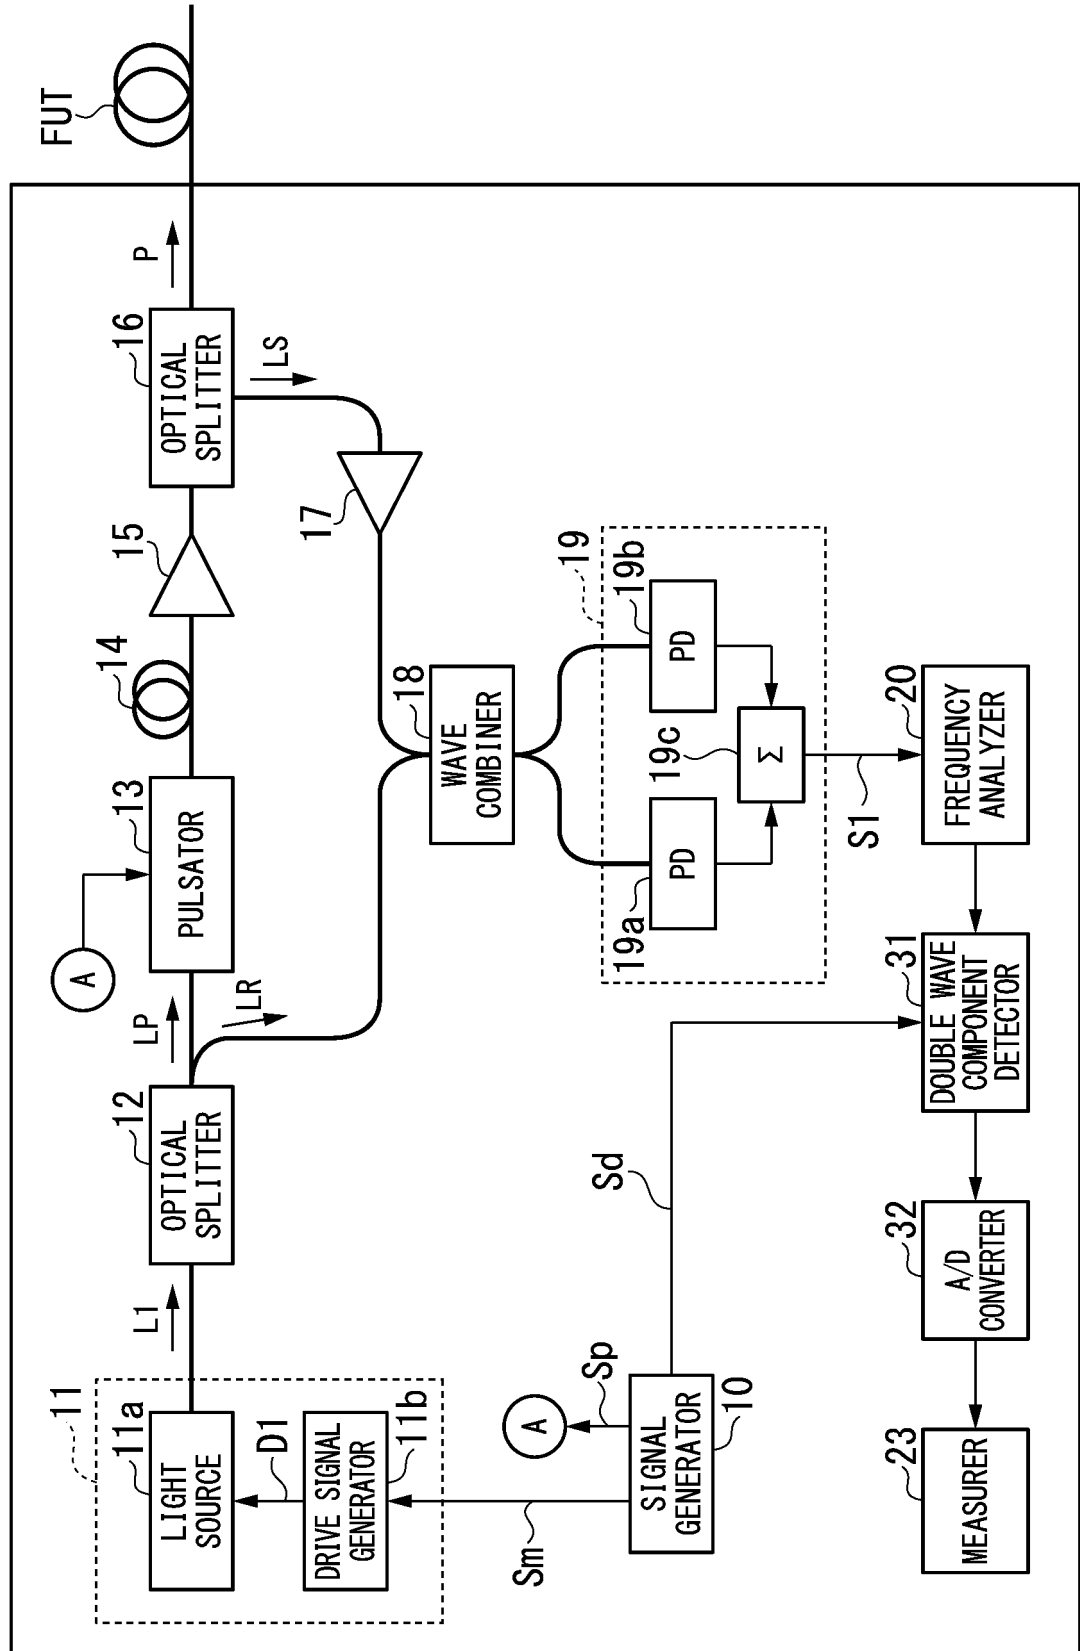 FUT
P
16
OPTICAL
SPLITTER
LS
15
17
14
13
PULSATOR
A
LP
LR
12
OPTICAL
SPLITTER
L1
11
11a
LIGHT
SOURCE
D1
DRIVE SIGNAL
GENERATOR
11b
Sm
A
Sp
SIGNAL
GENERATOR
10
Sd
18
WAVE
COMBINER
19
19a
PD
19b
PD
19c
Σ
S1
20
FREQUENCY
ANALYZER
31
DOUBLE WAVE
COMPONENT
DETECTOR
32
A/D
CONVERTER
23
MEASURER